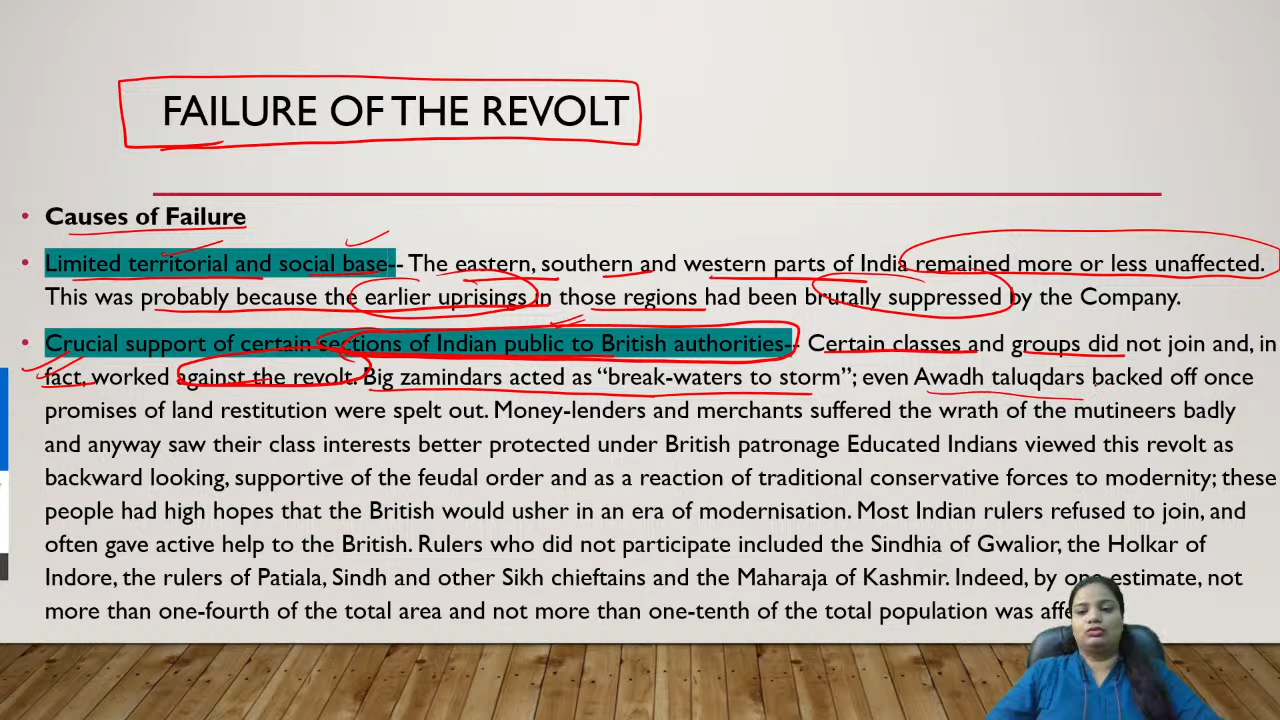 FAILURE OF THE REVOLT
• Causes of Failure
• Limited territorial and social base-- The eastern, southern and western parts of India remained more or less unaffected.
This was probably because the earlier uprisings in those regions had been brutally suppressed by the Company.
• Crucial support of certain sections of Indian public to British authorities-- Certain classes and groups did not join and, in
fact, worked against the revolt. Big zamindars acted as “break-waters to storm”; even Awadh taluqdars backed off once
promises of land restitution were spelt out. Money-lenders and merchants suffered the wrath of the mutineers badly
and anyway saw their class interests better protected under British patronage Educated Indians viewed this revolt as
backward looking, supportive of the feudal order and as a reaction of traditional conservative forces to modernity; these
people had high hopes that the British would usher in an era of modernisation. Most Indian rulers refused to join, and
often gave active help to the British. Rulers who did not participate included the Sindhia of Gwalior, the Holkar of
Indore, the rulers of Patiala, Sindh and other Sikh chieftains and the Maharaja of Kashmir. Indeed, by one estimate, not
more than one-fourth of the total area and not more than one-tenth of the total population was